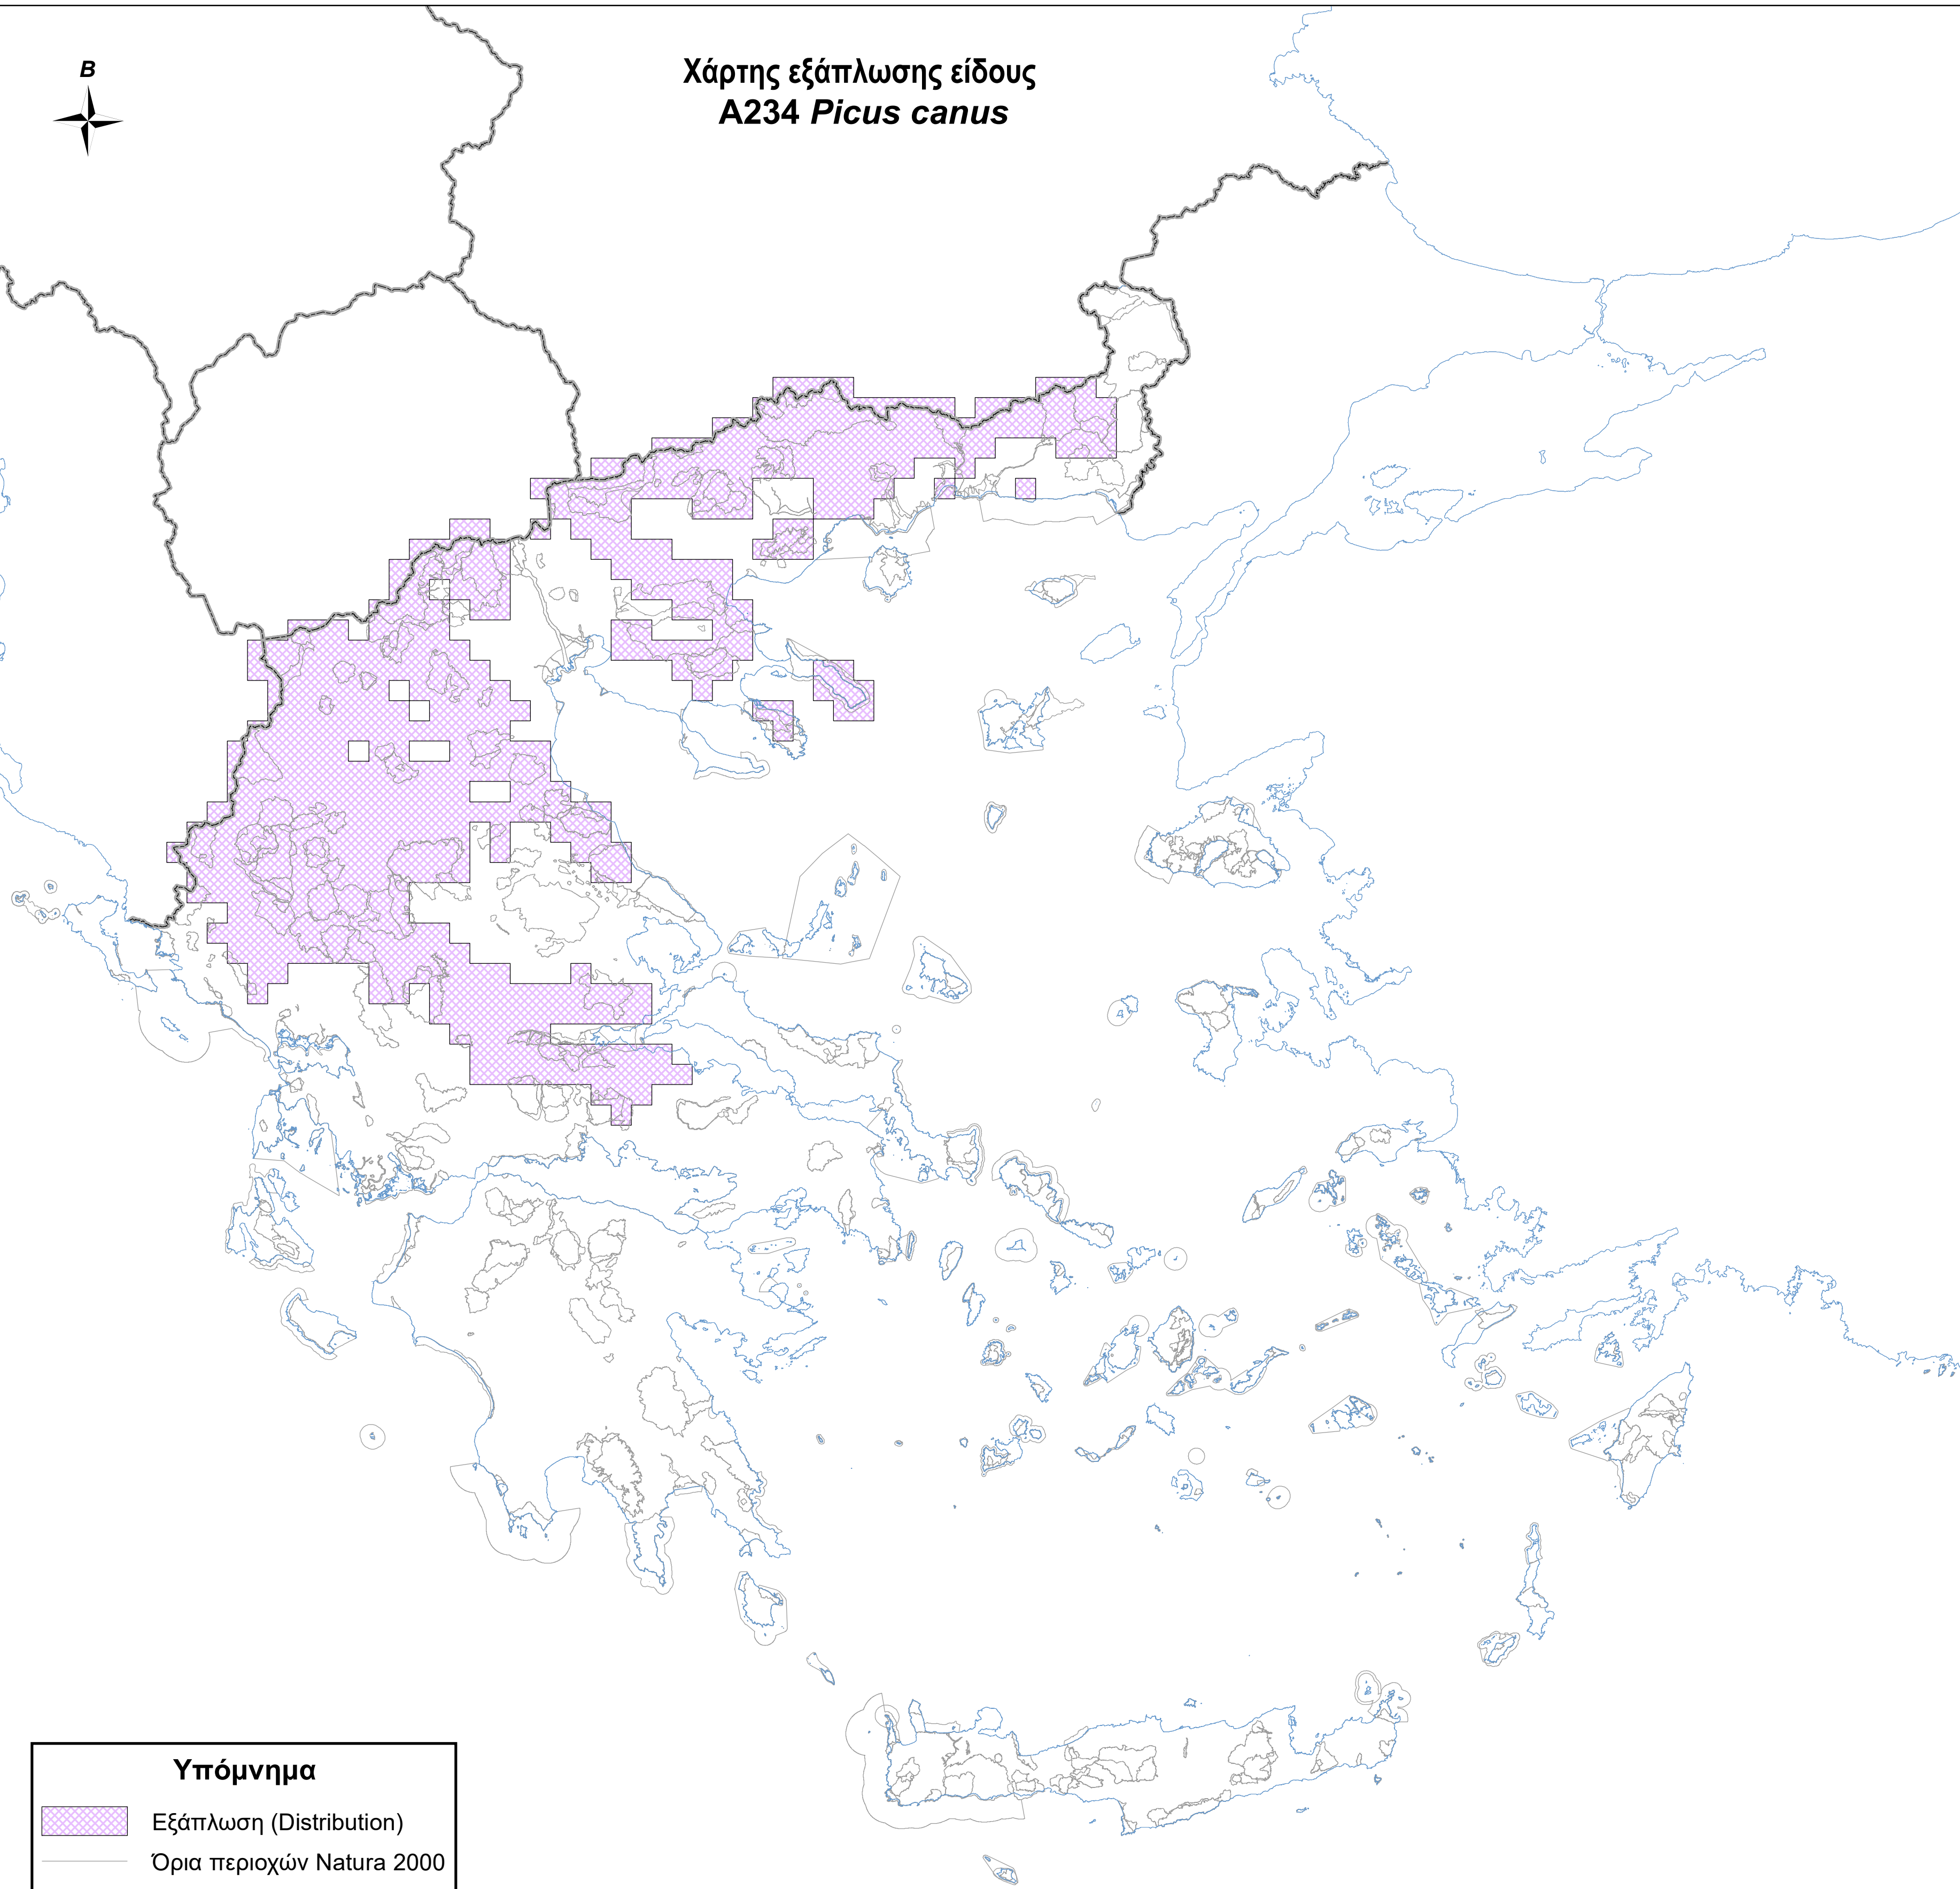 Β
Χάρτης εξάπλωσης είδους
A234 Picus canus
Υπόμνημα
Εξάπλωση (Distribution)
Όρια περιοχών Natura 2000